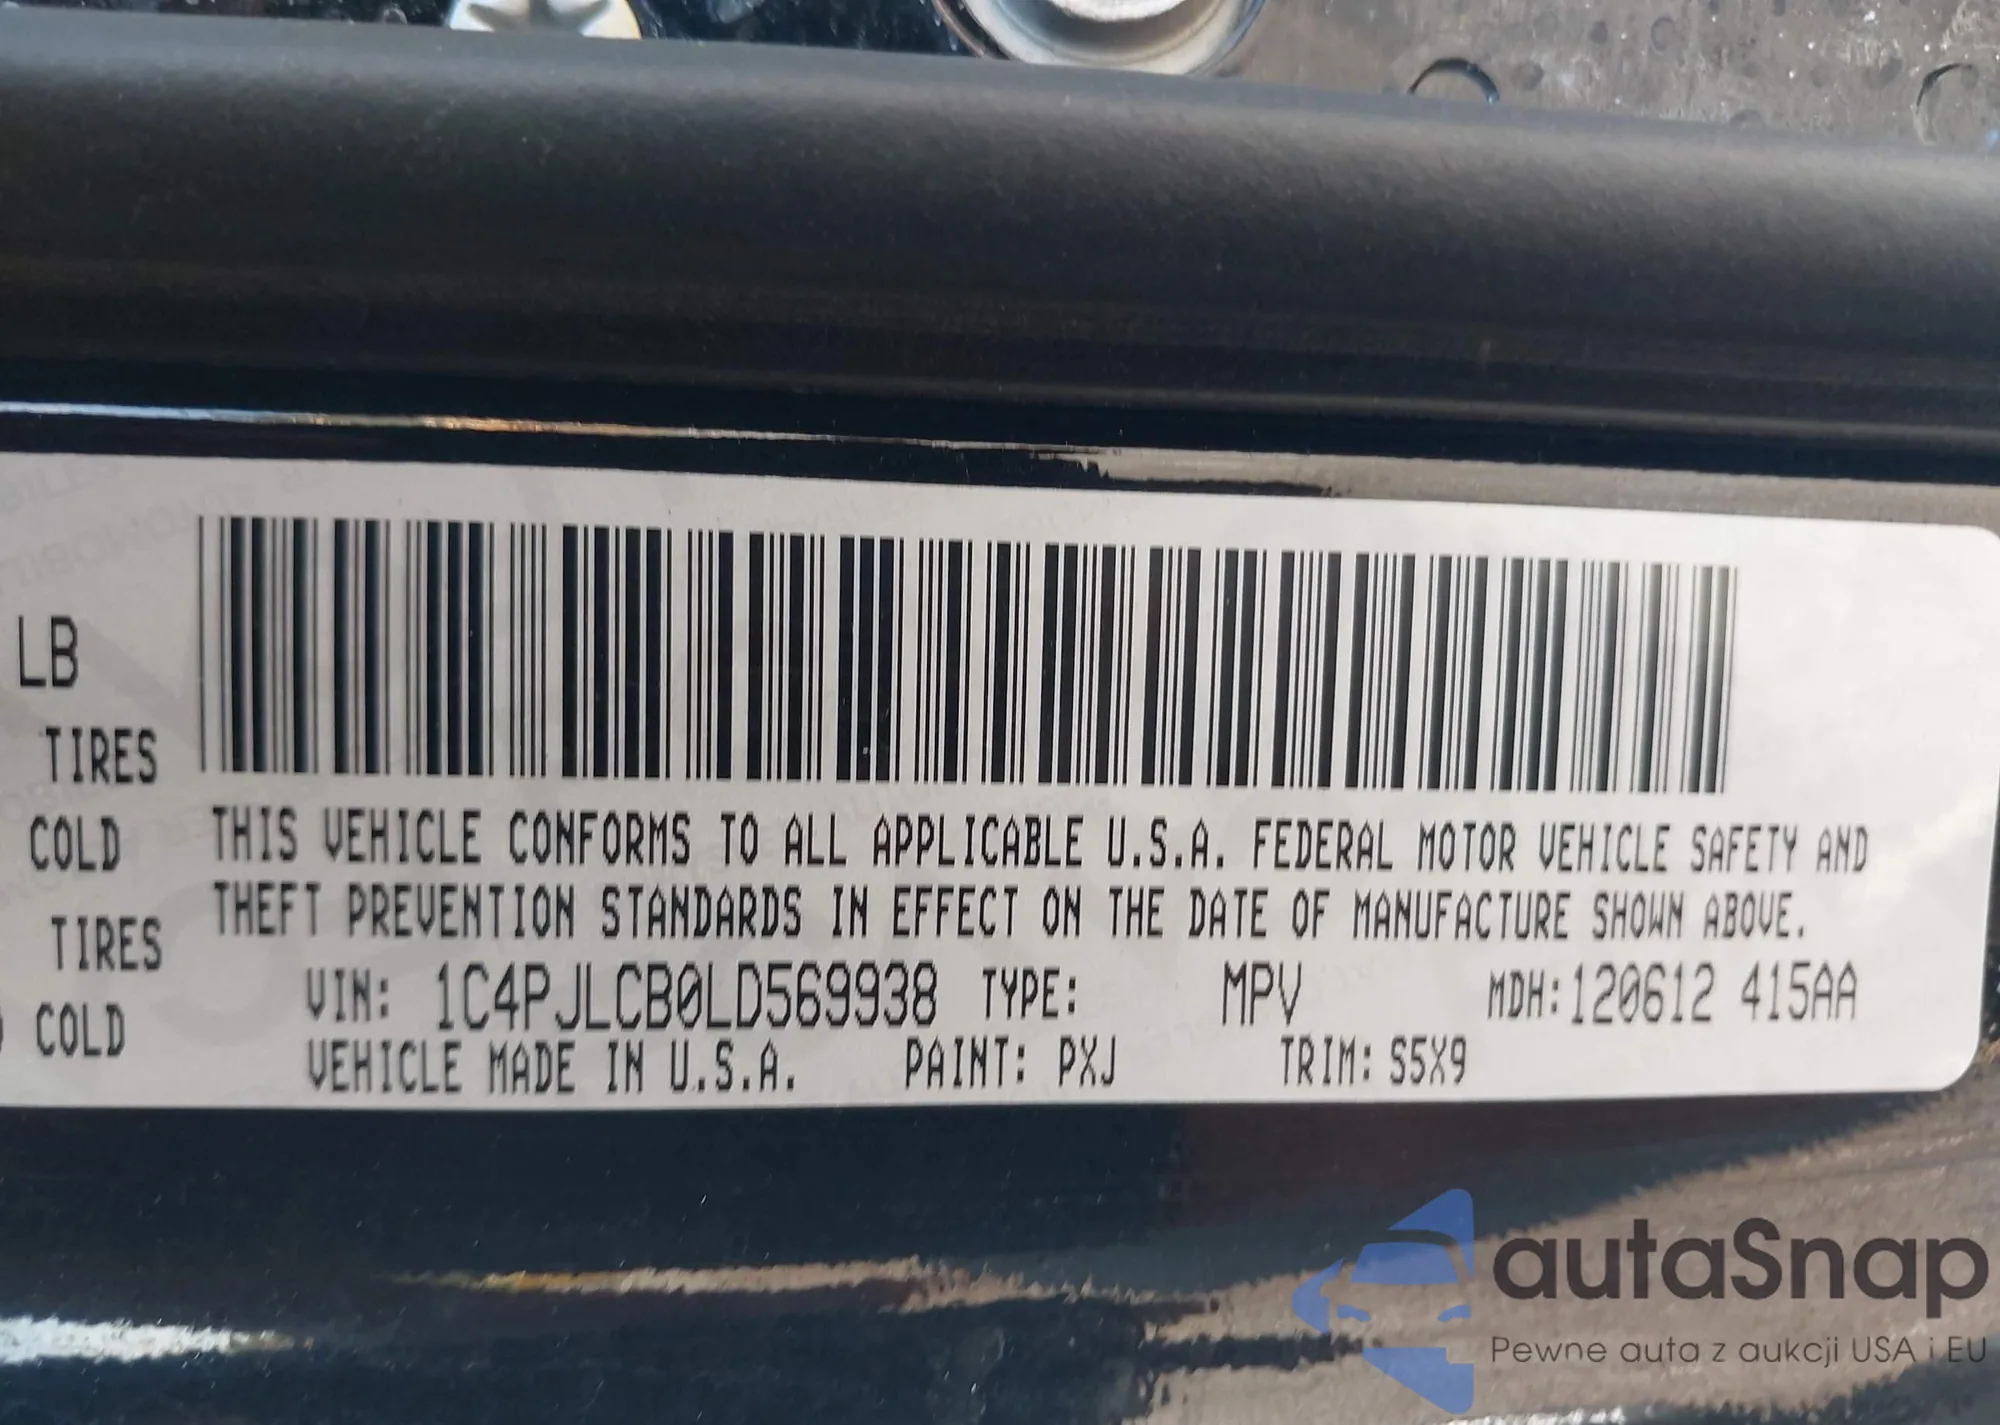 LB
TIRES
COLD
TIRES
COLD
THIS VEHICLE CONFORMS TO ALL APPLICABLE U.S.A. FEDERAL MOTOR VEHICLE SAFETY AND
THEFT PREVENTION STANDARDS IN EFFECT ON THE DATE OF MANUFACTURE SHOWN ABOVE.
VIN: 1C4PJLCB0LD569938 TYPE: MPV MDH:120612 415AA
VEHICLE MADE IN U.S.A. PAINT: PXJ TRIM: S5X9
autaSnap
Pewne auta z aukcji USA i EU